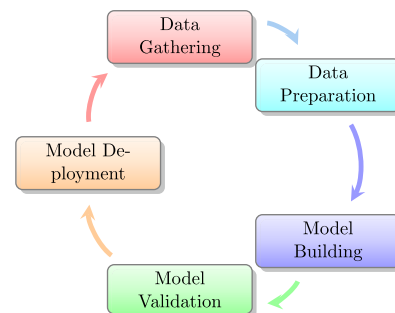 Data
Gathering
Data
Preparation
Model
Building
Model
Validation
Model De-
ployment